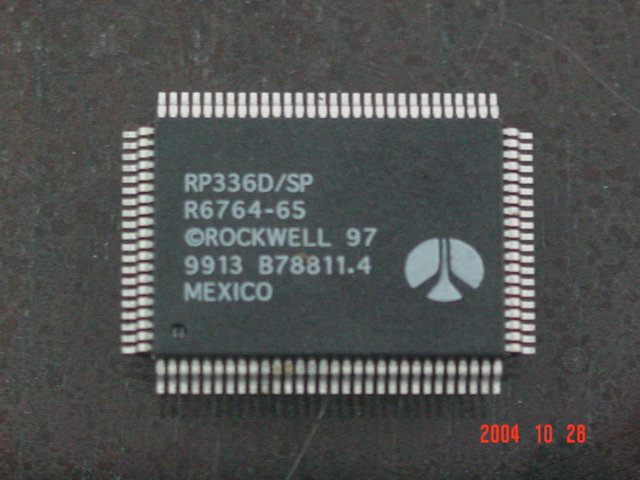 RP336D/SP
R6764-65
©ROCKWELL 97
9913 B78811.4
MEXICO
2004 10 28